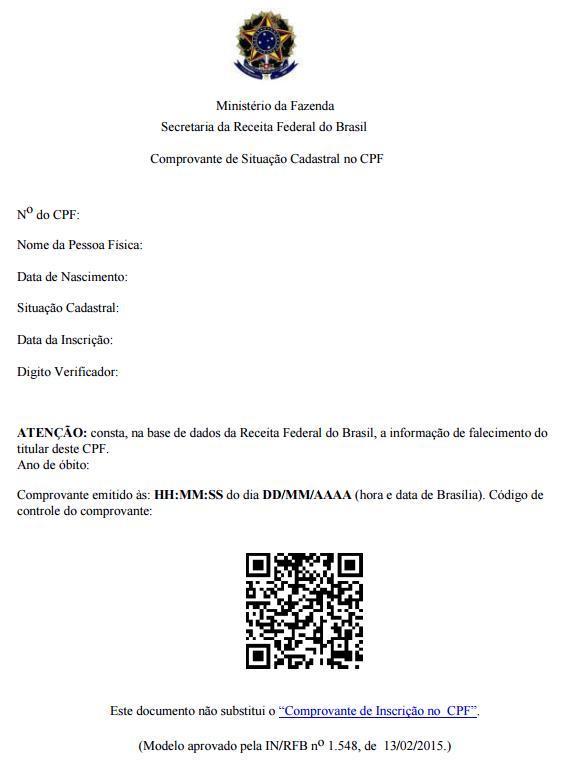 Ministério da Fazenda
Secretaria da Receita Federal do Brasil
Comprovante de Situação Cadastral no CPF
Nº do CPF:
Nome da Pessoa Física:
Data de Nascimento:
Situação Cadastral:
Data da Inscrição:
Digito Verificador:
ATENÇÃO: consta, na base de dados da Receita Federal do Brasil, a informação de falecimento do
titular deste CPF.
Ano de óbito:
Comprovante emitido às: HH:MM:SS do dia DD/MM/AAAA (hora e data de Brasília). Código de
controle do comprovante:
Este documento não substitui o “Comprovante de Inscrição no CPF”.
(Modelo aprovado pela IN/RFB nº 1.548, de 13/02/2015.)